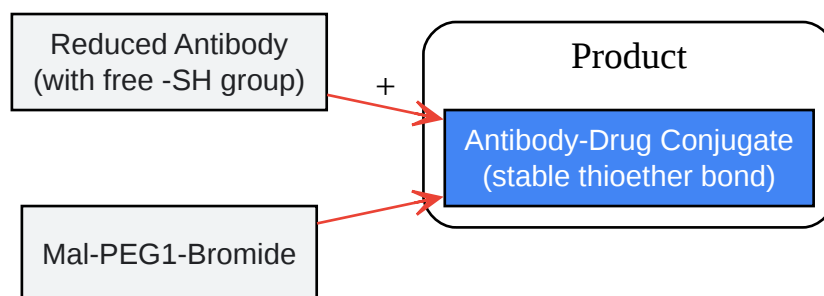 Reduced Antibody
(with free -SH group)
+
Product
Antibody-Drug Conjugate
(stable thioether bond)
Mal-PEG1-Bromide